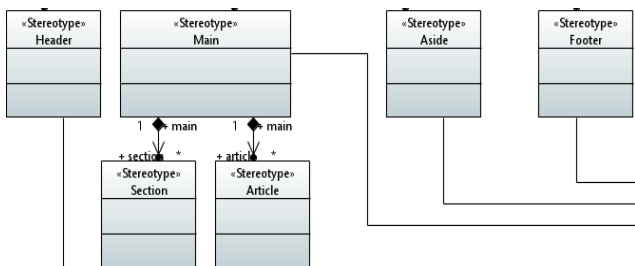 «Stereotype»
Header
«Stereotype»
Main
«Stereotype»
Aside
«Stereotype»
Footer
1 + main
1 + main
+ section *
+ article *
«Stereotype»
Section
«Stereotype»
Article